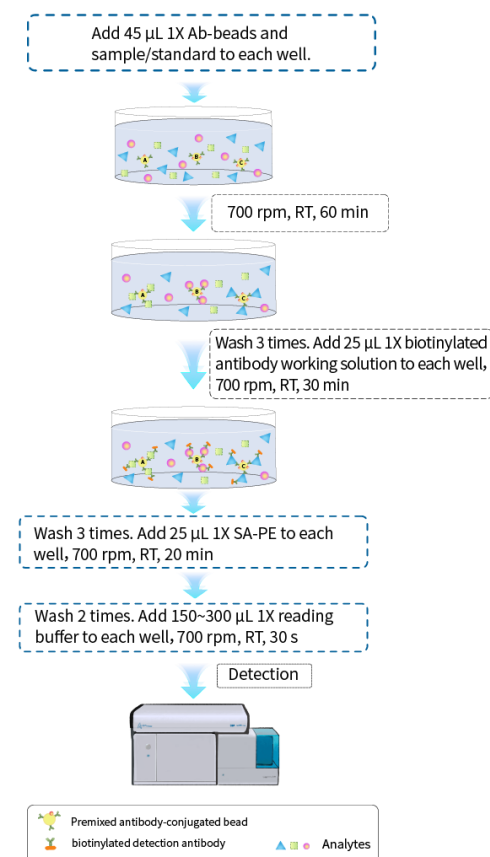 Add 45 μL 1X Ab-beads and
sample/standard to each well.
A
B
C
700 rpm, RT, 60 min
A
B
C
Wash 3 times. Add 25 μL 1X biotinylated
antibody working solution to each well,
700 rpm, RT, 30 min
A
B
C
Wash 3 times. Add 25 μL 1X SA-PE to each
well, 700 rpm, RT, 20 min
Wash 2 times. Add 150~300 μL 1X reading
buffer to each well, 700 rpm, RT, 30 s
Detection
Premixed antibody-conjugated bead
biotinylated detection antibody
Analytes